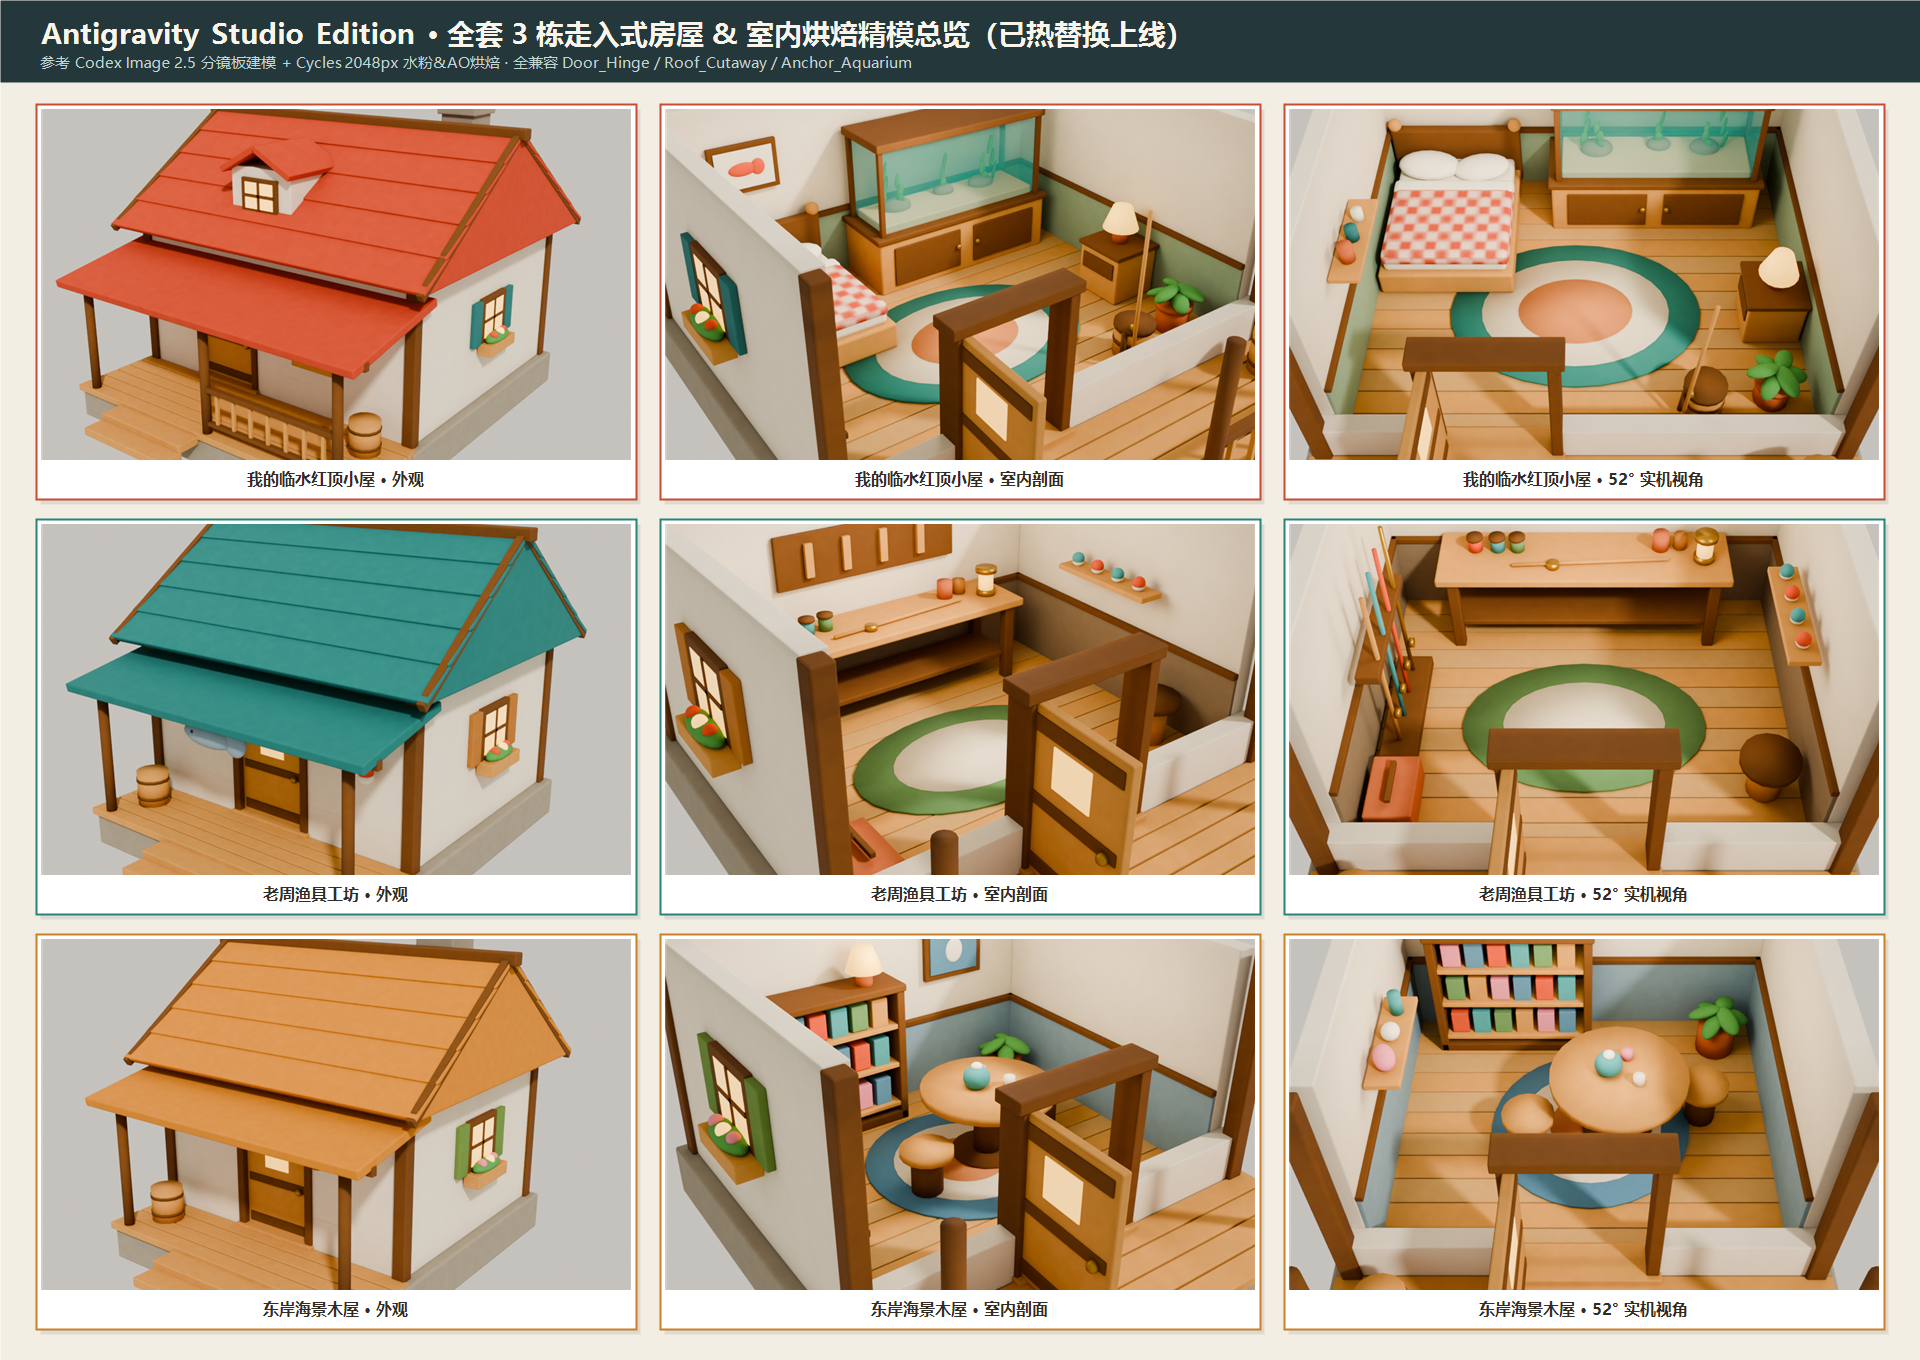 Antigravity Studio Edition • 全套 3 栋走入式房屋 & 室内烘焙精模总览（已热替换上线）
参考 Codex Image 2.5 分镜板建模 + Cycles 2048px 水粉&AO烘焙 · 全兼容 Door_Hinge / Roof_Cutaway / Anchor_Aquarium
我的临水红顶小屋 • 外观
我的临水红顶小屋 • 室内剖面
我的临水红顶小屋 • 52° 实机视角
老周渔具工坊 • 外观
老周渔具工坊 • 室内剖面
老周渔具工坊 • 52° 实机视角
东岸海景木屋 • 外观
东岸海景木屋 • 室内剖面
东岸海景木屋 • 52° 实机视角